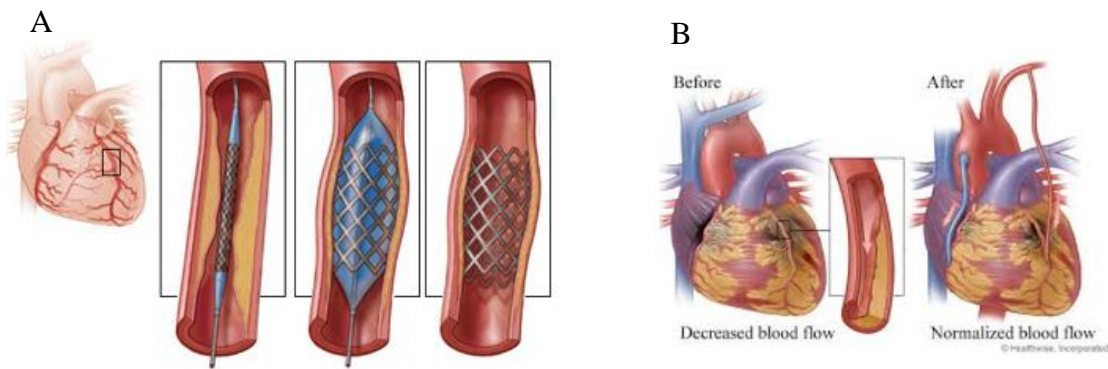 A
B
Before
After
Decreased blood flow
Normalized blood flow
© Healthwise, Incorporated